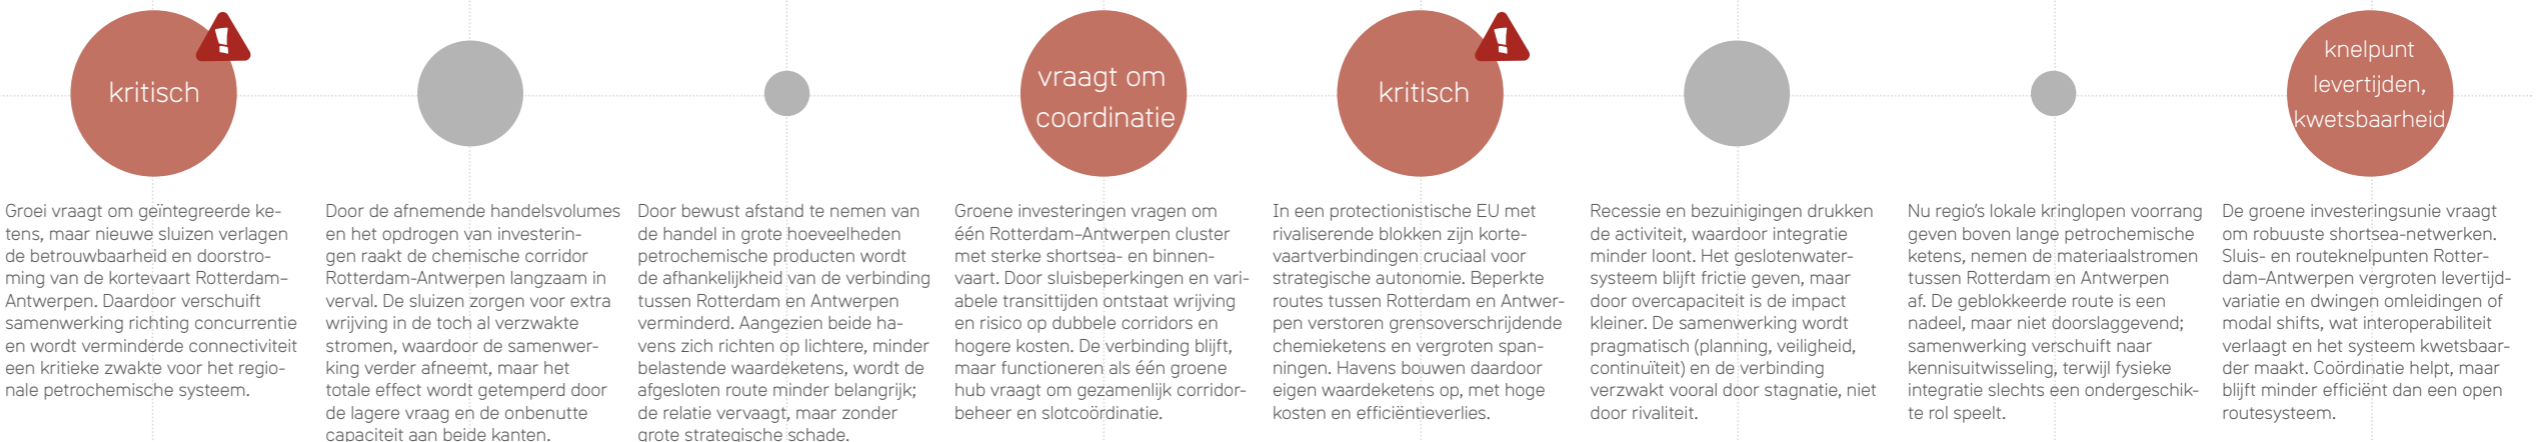 kritisch
Groei vraagt om geïntegreerde ke-
tens, maar nieuwe sluizen verlagen
de betrouwbaarheid en doorstro-
ming van de kortevaart Rotterdam-
Antwerpen. Daardoor verschuift
samenwerking richting concurrentie
en wordt verminderde connectiviteit
een kritieke zwakte voor het regio-
nale petrochemische systeem.
Door de afnemende handelsvolumes
en het opdrogen van investerin-
gen raakt de chemische corridor
Rotterdam-Antwerpen langzaam in
verval. De sluizen zorgen voor extra
wrijving in de toch al verzwakte
stromen, waardoor de samenwer-
king verder afneemt, maar het
totale effect wordt getemperd door
de lagere vraag en de onbenutte
capaciteit aan beide kanten.
Door bewust afstand te nemen van
de handel in grote hoeveelheden
petrochemische producten wordt
de afhankelijkheid van de verbinding
tussen Rotterdam en Antwerpen
verminderd. Aangezien beide ha-
vens zich richten op lichtere, minder
belastende waardeketens, wordt de
afgesloten route minder belangrijk;
de relatie vervaagt, maar zonder
grote strategische schade.
vraagt om
coordinatie
Groene investeringen vragen om
één Rotterdam-Antwerpen cluster
met sterke shortsea- en binnen-
vaart. Door sluisbeperkingen en vari-
abele transittijden ontstaat wrijving
en risico op dubbele corridors en
hogere kosten. De verbinding blijft,
maar functioneren als één groene
hub vraagt om gezamenlijk corridor-
beheer en slotcoördinatie.
kritisch
In een protectionistische EU met
rivaliserende blokken zijn korte-
vaartverbindingen cruciaal voor
strategische autonomie. Beperkte
routes tussen Rotterdam en Antwer-
pen verstoren grensoverschrijdende
chemieketens en vergroten span-
ningen. Havens bouwen daardoor
eigen waardeketens op, met hoge
kosten en efficiëntieverlies.
Recessie en bezuinigingen drukken
de activiteit, waardoor integratie
minder loont. Het geslotenwater-
systeem blijft frictie geven, maar
door overcapaciteit is de impact
kleiner. De samenwerking wordt
pragmatisch (planning, veiligheid,
continuïteit) en de verbinding
verzwakt vooral door stagnatie, niet
door rivaliteit.
Nu regio's lokale kringlopen voorrang
geven boven lange petrochemische
ketens, nemen de materiaalstromen
tussen Rotterdam en Antwerpen
af. De geblokkeerde route is een
nadeel, maar niet doorslaggevend;
samenwerking verschuift naar
kennisuitwisseling, terwijl fysieke
integratie slechts een ondergeschik-
te rol speelt.
knelpunt
levertijden,
kwetsbaarheid
De groene investeringsunie vraagt
om robuuste shortsea-netwerken.
Sluis- en routeknelpunten Rotter-
dam-Antwerpen vergroten levertijd-
variatie en dwingen omleidingen of
modal shifts, wat interoperabiliteit
verlaagt en het systeem kwetsbaar-
der maakt. Coördinatie helpt, maar
blijft minder efficiënt dan een open
routesysteem.